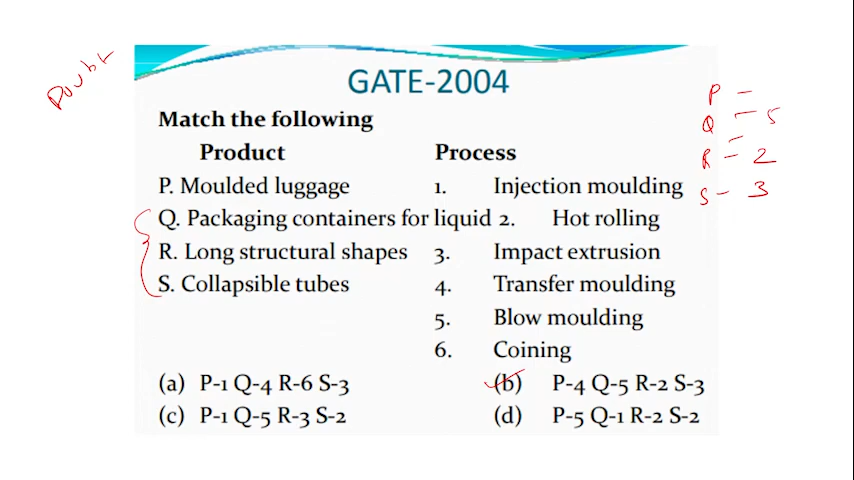 Doubt
GATE-2004
Match the following
Product Process
P. Moulded luggage 1. Injection moulding
Q. Packaging containers for liquid 2. Hot rolling
R. Long structural shapes 3. Impact extrusion
S. Collapsible tubes 4. Transfer moulding
5. Blow moulding
6. Coining
(a) P-1 Q-4 R-6 S-3 (b) P-4 Q-5 R-2 S-3
(c) P-1 Q-5 R-3 S-2 (d) P-5 Q-1 R-2 S-2
P -
Q - 5
R - 2
S - 3